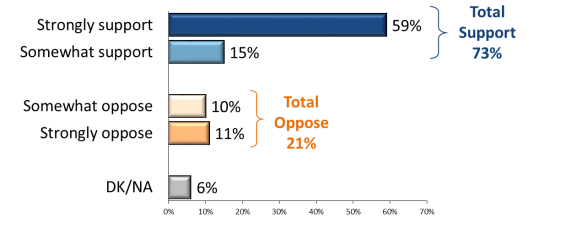 Strongly support 59%
Somewhat support 15%
Total
Support
73%
Somewhat oppose 10%
Strongly oppose 11%
Total
Oppose
21%
DK/NA 6%
0% 10% 20% 30% 40% 50% 60% 70%